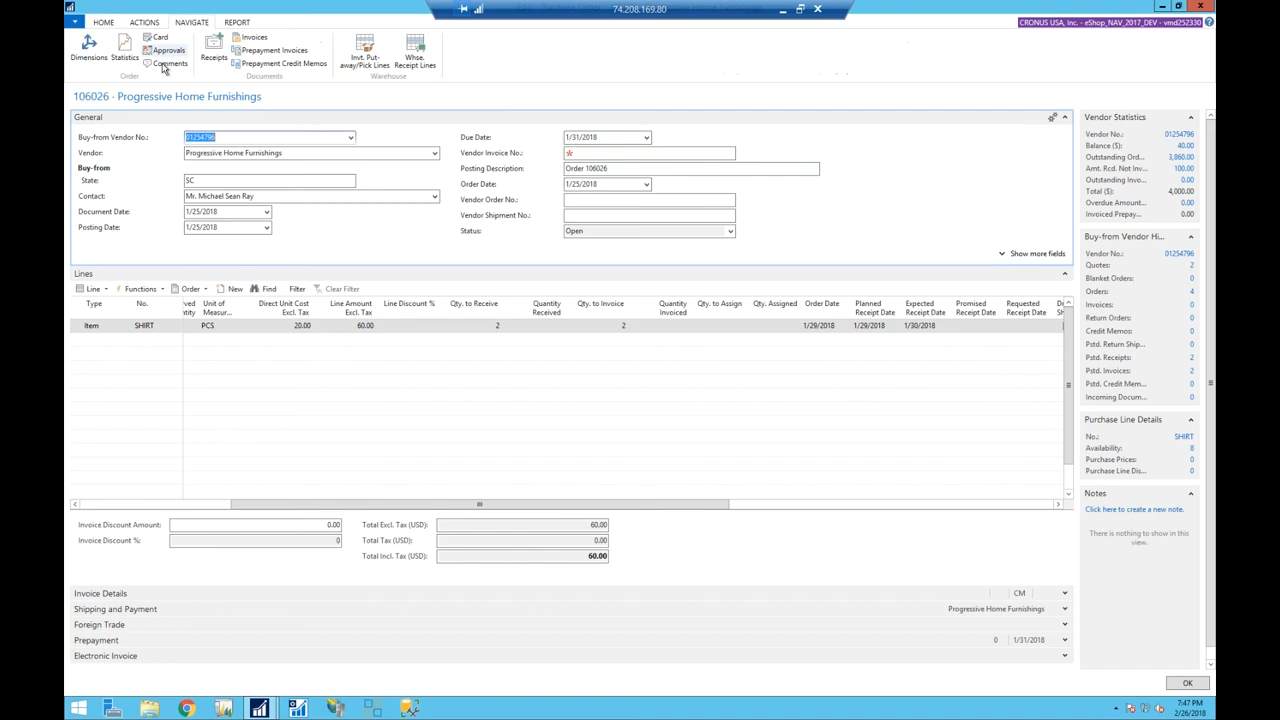 74.208.169.80
HOME ACTIONS NAVIGATE REPORT
CRONUS USA, Inc. - eShop_NAV_2017_DEV - vmd252330
Dimensions Statistics Card Approvals Comments Receipts Invoices Prepayment Invoices Prepayment Credit Memos Invt. Put-away/Pick Lines Whse. Receipt Lines
Order Documents Warehouse
106026 · Progressive Home Furnishings
General
Buy-from Vendor No.: 01254796 Due Date: 1/31/2018
Vendor: Progressive Home Furnishings Vendor Invoice No.: *
Buy-from Posting Description: Order 106026
State: SC Order Date: 1/25/2018
Contact: Mr. Michael Sean Ray Vendor Order No.:
Document Date: 1/25/2018 Vendor Shipment No.:
Posting Date: 1/25/2018 Status: Open
Show more fields
Lines
Line Functions Order New Find Filter Clear Filter
Type No. ved ntity Unit of Measur... Direct Unit Cost Excl. Tax Line Amount Excl. Tax Line Discount % Qty. to Receive Quantity Received Qty. to Invoice Quantity Invoiced Qty. to Assign Qty. Assigned Order Date Planned Receipt Date Expected Receipt Date Promised Receipt Date Requested Receipt Date
Item SHIRT PCS 20.00 60.00 2 2 1/29/2018 1/29/2018 1/30/2018
Invoice Discount Amount: 0.00 Total Excl. Tax (USD): 60.00
Invoice Discount %: 0 Total Tax (USD): 0.00
Total Incl. Tax (USD): 60.00
Invoice Details CM
Shipping and Payment Progressive Home Furnishings
Foreign Trade
Prepayment 0 1/31/2018
Electronic Invoice
Vendor Statistics
Vendor No.: 01254796
Balance ($): 40.00
Outstanding Ord... 3,860.00
Amt. Rcd. Not Inv... 100.00
Outstanding Invo... 0.00
Total ($): 4,000.00
Overdue Amount... 0.00
Invoiced Prepay... 0.00
Buy-from Vendor Hi...
Vendor No.: 01254796
Quotes: 2
Blanket Orders: 0
Orders: 4
Invoices: 0
Return Orders: 0
Credit Memos: 0
Pstd. Return Ship... 0
Pstd. Receipts: 2
Pstd. Invoices: 2
Pstd. Credit Mem... 0
Incoming Docum... 0
Purchase Line Details
No.: SHIRT
Availability: 8
Purchase Prices: 0
Purchase Line Dis... 0
Notes
Click here to create a new note.
There is nothing to show in this view.
OK
7:47 PM
2/26/2018